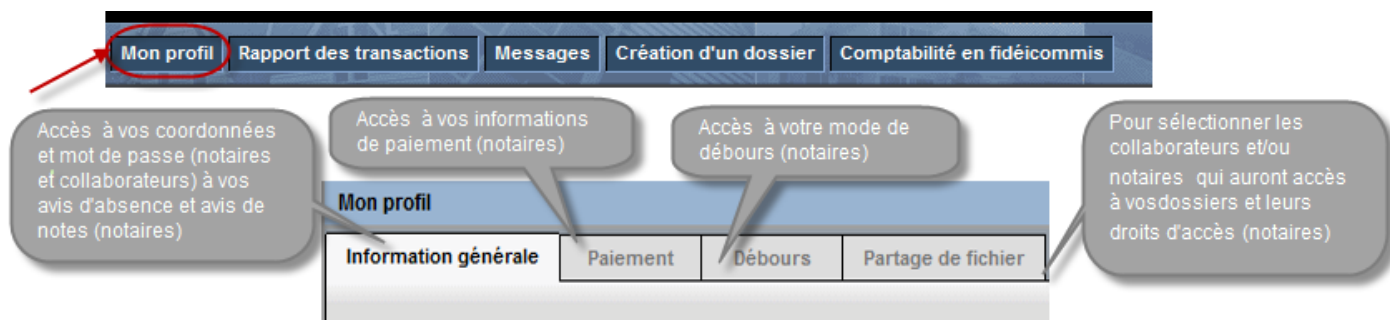 Mon profil Rapport des transactions Messages Création d'un dossier Comptabilité en fidéicommis
Accès à vos coordonnées
et mot de passe (notaires
et collaborateurs) à vos
avis d'absence et avis de
notes (notaires)
Accès à vos informations
de paiement (notaires)
Accès à votre mode de
débours (notaires)
Pour sélectionner les
collaborateurs et/ou
notaires qui auront accès
à vosdossiers et leurs
droits d'accès (notaires)
Mon profil
Information générale Paiement Débours Partage de fichier